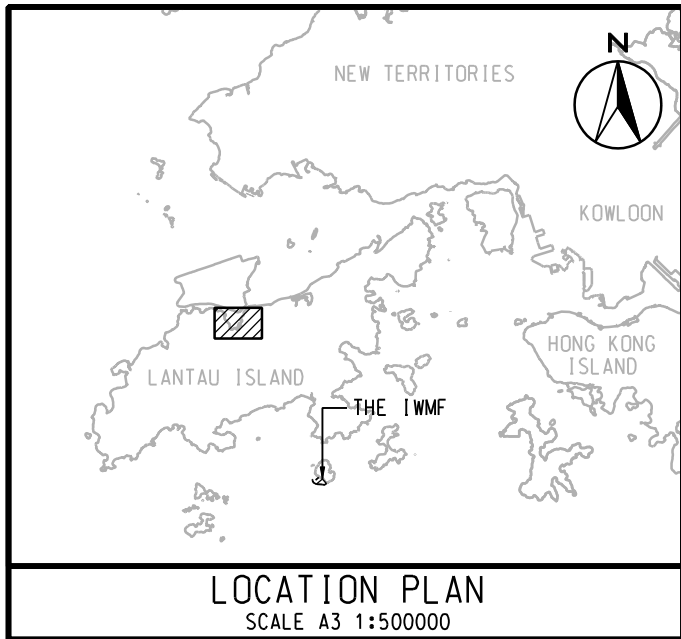 N
NEW TERRITORIES
KOWLOON
HONG KONG
ISLAND
LANTAU ISLAND
THE IWMF
LOCATION PLAN
SCALE A3 1:500000